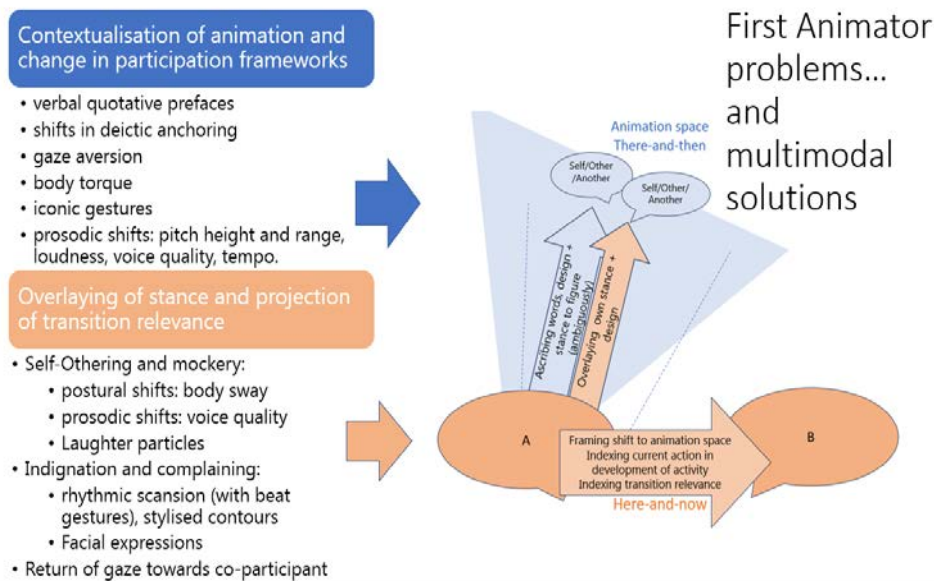 Contextualisation of animation and
change in participation frameworks
• verbal quotative prefaces
• shifts in deictic anchoring
• gaze aversion
• body torque
• iconic gestures
• prosodic shifts: pitch height and range,
loudness, voice quality, tempo.
Overlaying of stance and projection
of transition relevance
• Self-Othering and mockery:
• postural shifts: body sway
• prosodic shifts: voice quality
• Laughter particles
• Indignation and complaining:
• rhythmic scansion (with beat
gestures), stylised contours
• Facial expressions
• Return of gaze towards co-participant
First Animator
problems...
and
multimodal
solutions
Animation space
There-and-then
Self/Other
/Another
Self/Other/
Another
Ascribing words, design +
stance to figure
(ambiguously)
Overlaying own stance +
design
A
Framing shift to animation space
Indexing current action in
development of activity
Indexing transition relevance
B
Here-and-now